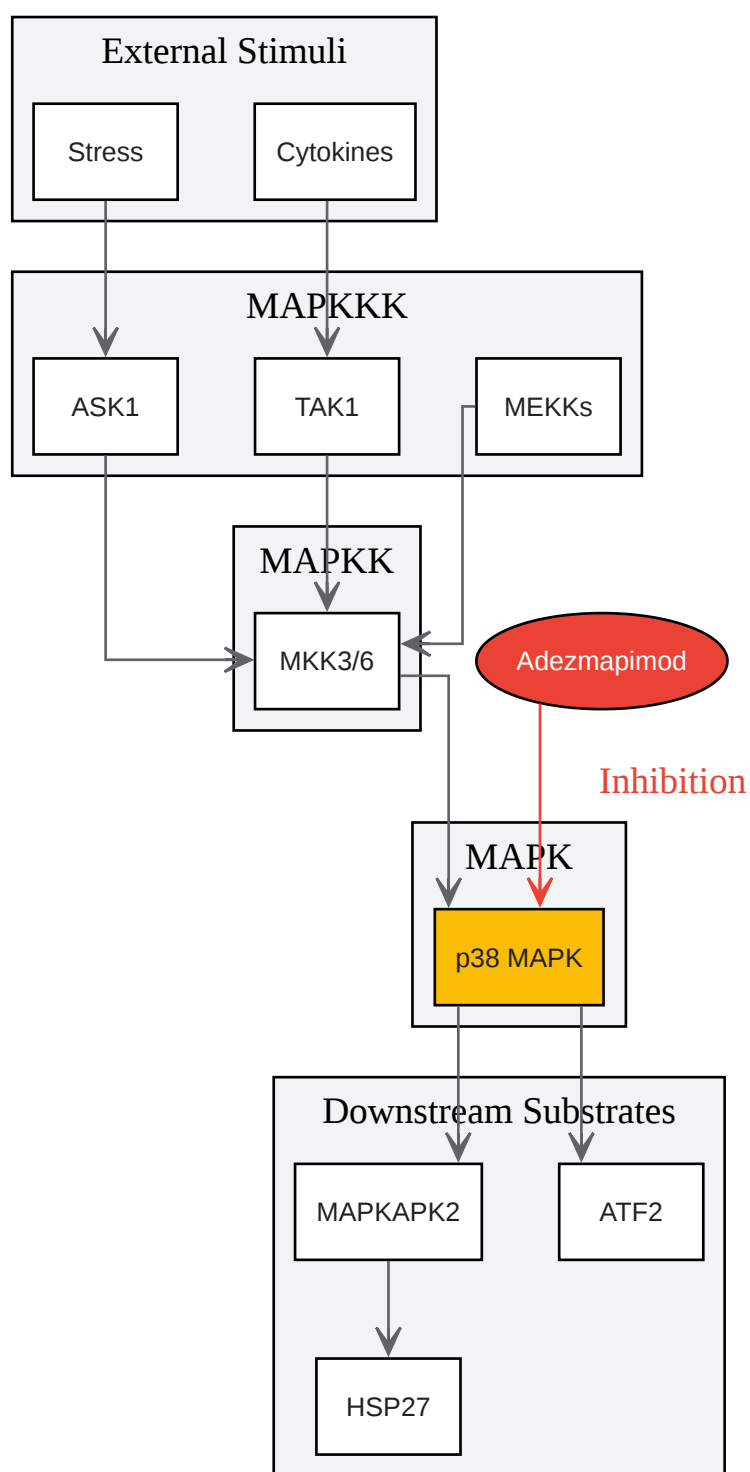 External Stimuli
Stress
Cytokines
MAPKKK
ASK1
TAK1
MEKKs
MAPKK
MKK3/6
Adezmapimod
Inhibition
MAPK
p38 MAPK
Downstream Substrates
MAPKAPK2
ATF2
HSP27